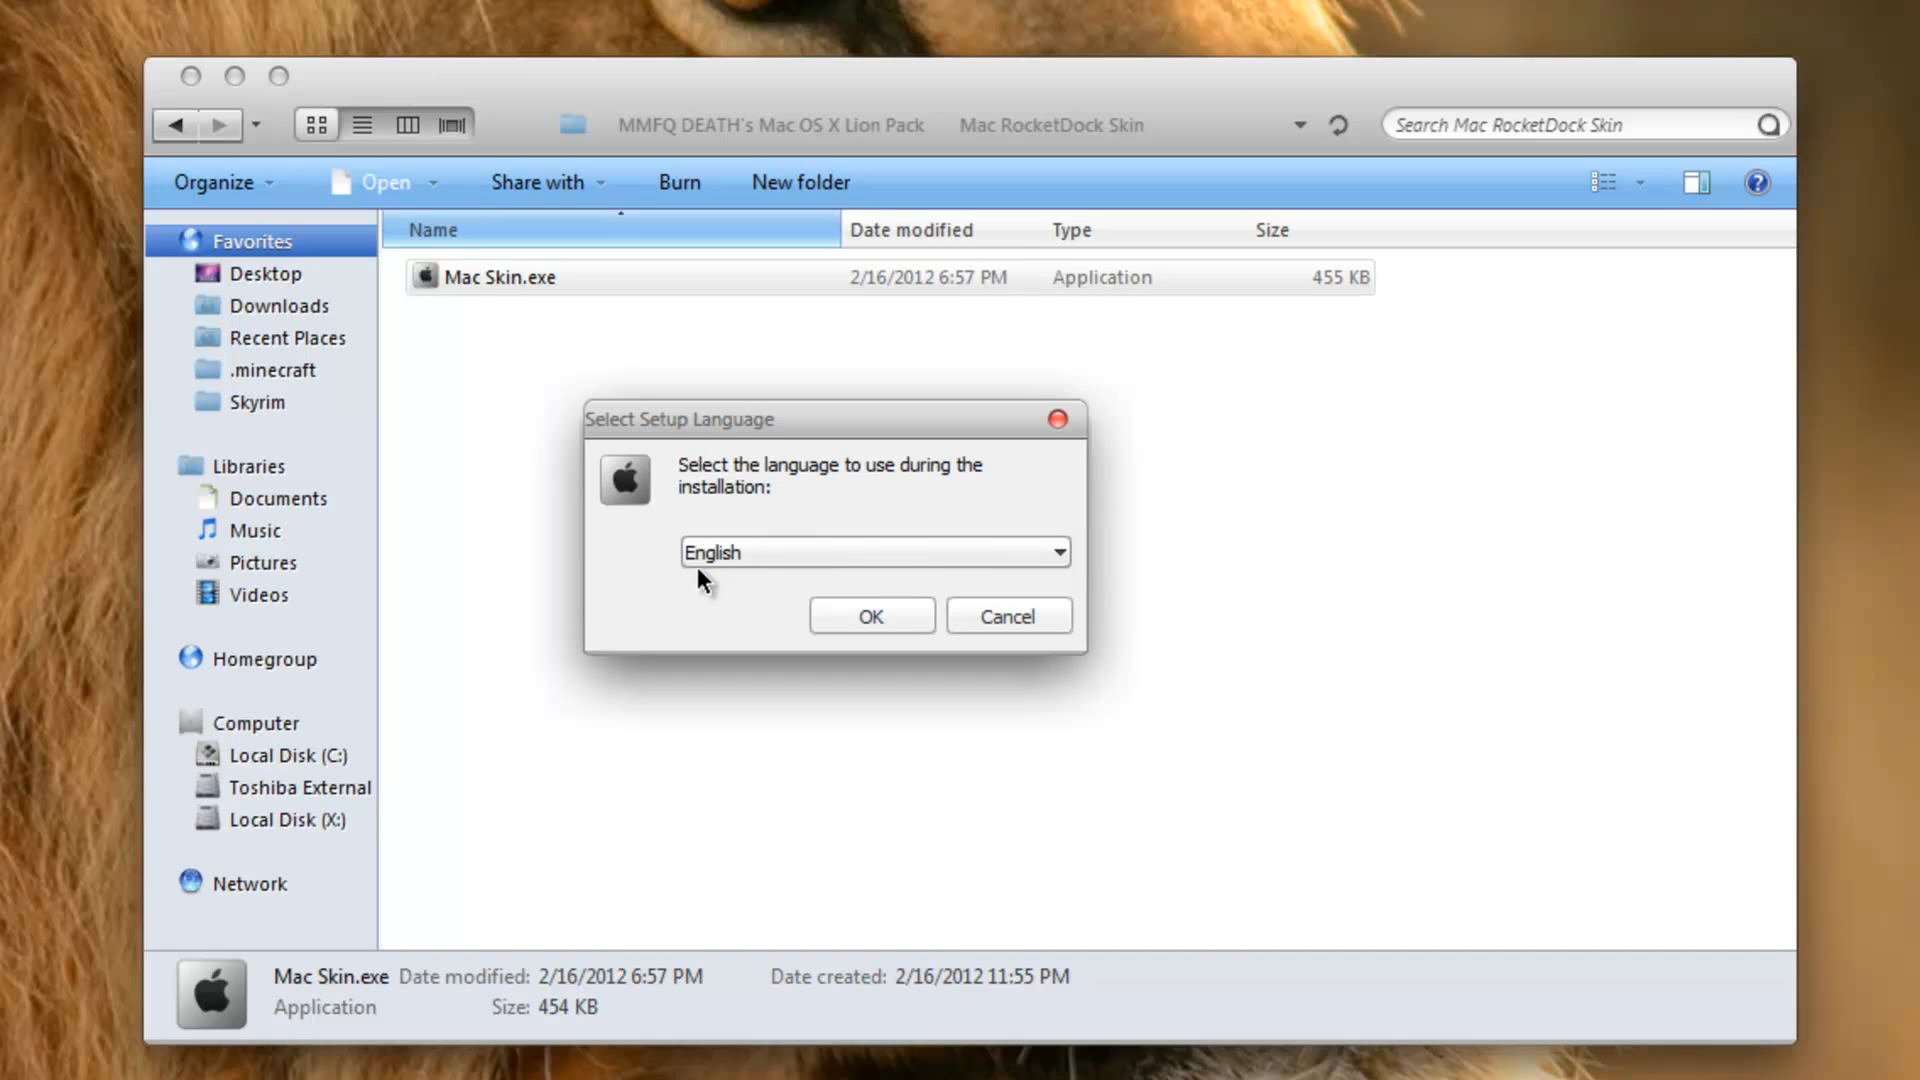 MMFQ DEATH's Mac OS X Lion Pack Mac RocketDock Skin Search Mac RocketDock Skin
Organize Open Share with Burn New folder
Name Date modified Type Size
Mac Skin.exe 2/16/2012 6:57 PM Application 455 KB
Favorites
Desktop
Downloads
Recent Places
.minecraft
Skyrim
Libraries
Documents
Music
Pictures
Videos
Homegroup
Computer
Local Disk (C:)
Toshiba External
Local Disk (X:)
Network
Select Setup Language
Select the language to use during the
installation:
English
OK Cancel
Mac Skin.exe Date modified: 2/16/2012 6:57 PM Date created: 2/16/2012 11:55 PM
Application Size: 454 KB